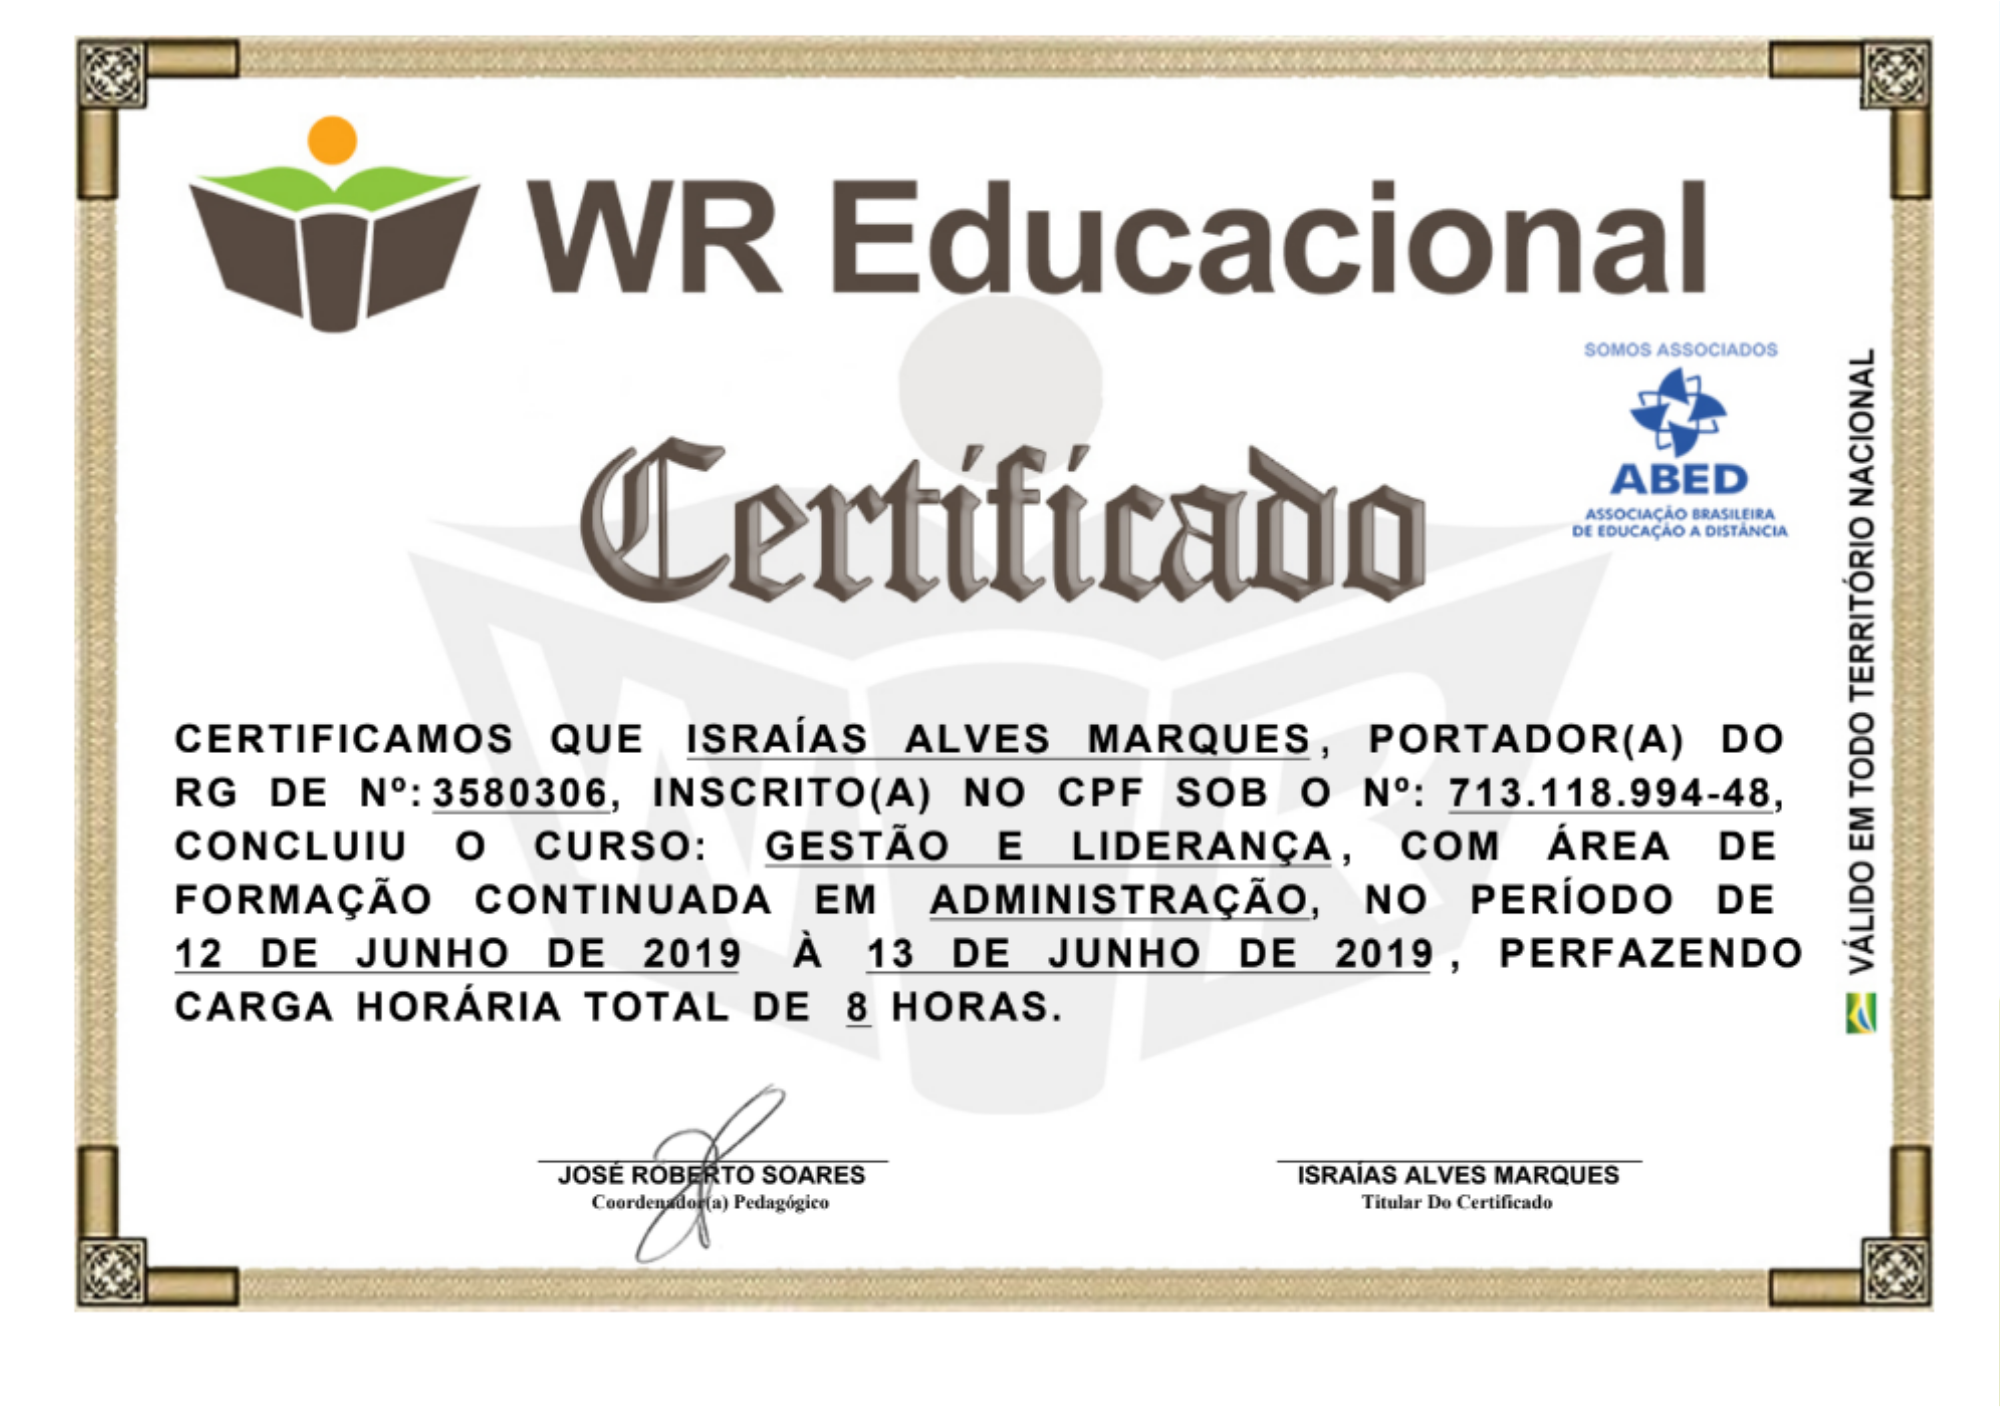 WR Educacional
SOMOS ASSOCIADOS
ABED
ASSOCIAÇÃO BRASILEIRA
DE EDUCAÇÃO A DISTÂNCIA
Certificado
CERTIFICAMOS QUE ISRAÍAS ALVES MARQUES, PORTADOR(A) DO
RG DE Nº: 3580306, INSCRITO(A) NO CPF SOB O Nº: 713.118.994-48,
CONCLUIU O CURSO: GESTÃO E LIDERANÇA, COM ÁREA DE
FORMAÇÃO CONTINUADA EM ADMINISTRAÇÃO, NO PERÍODO DE
12 DE JUNHO DE 2019 À 13 DE JUNHO DE 2019, PERFAZENDO
CARGA HORÁRIA TOTAL DE 8 HORAS.
VÁLIDO EM TODO TERRITÓRIO NACIONAL
JOSÉ ROBERTO SOARES
Coordenador(a) Pedagógico
ISRAÍAS ALVES MARQUES
Titular Do Certificado
WR